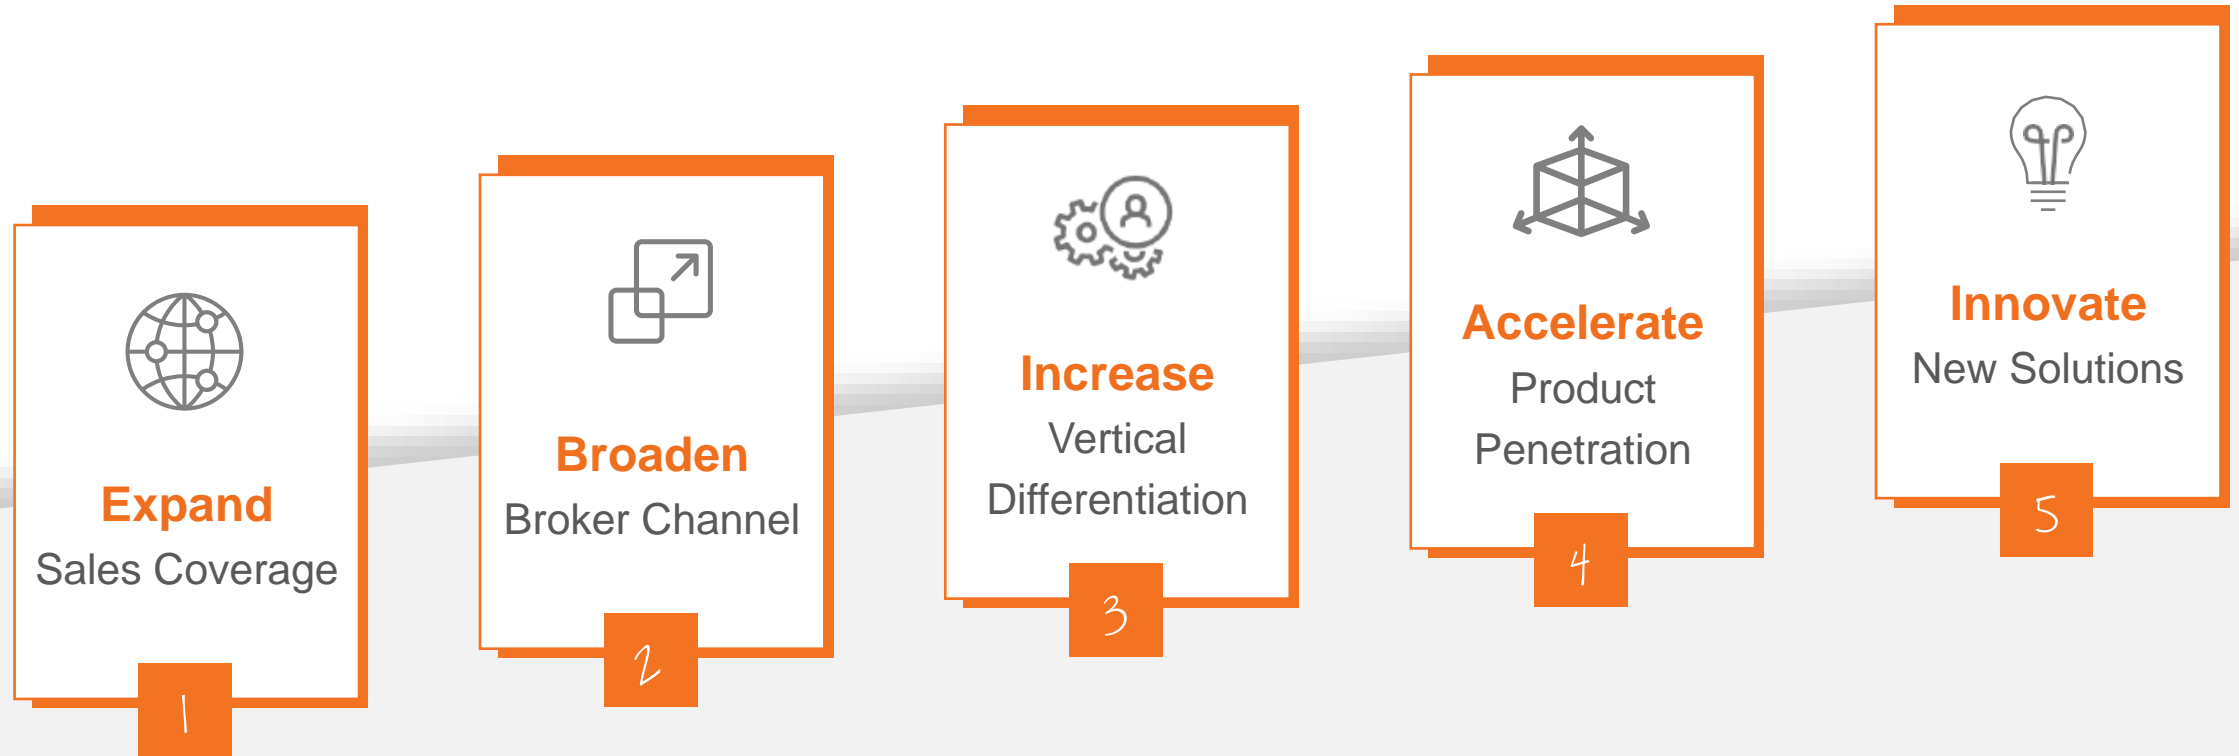 Expand
Sales Coverage
1
Broaden
Broker Channel
2
Increase
Vertical
Differentiation
3
Accelerate
Product
Penetration
4
Innovate
New Solutions
5